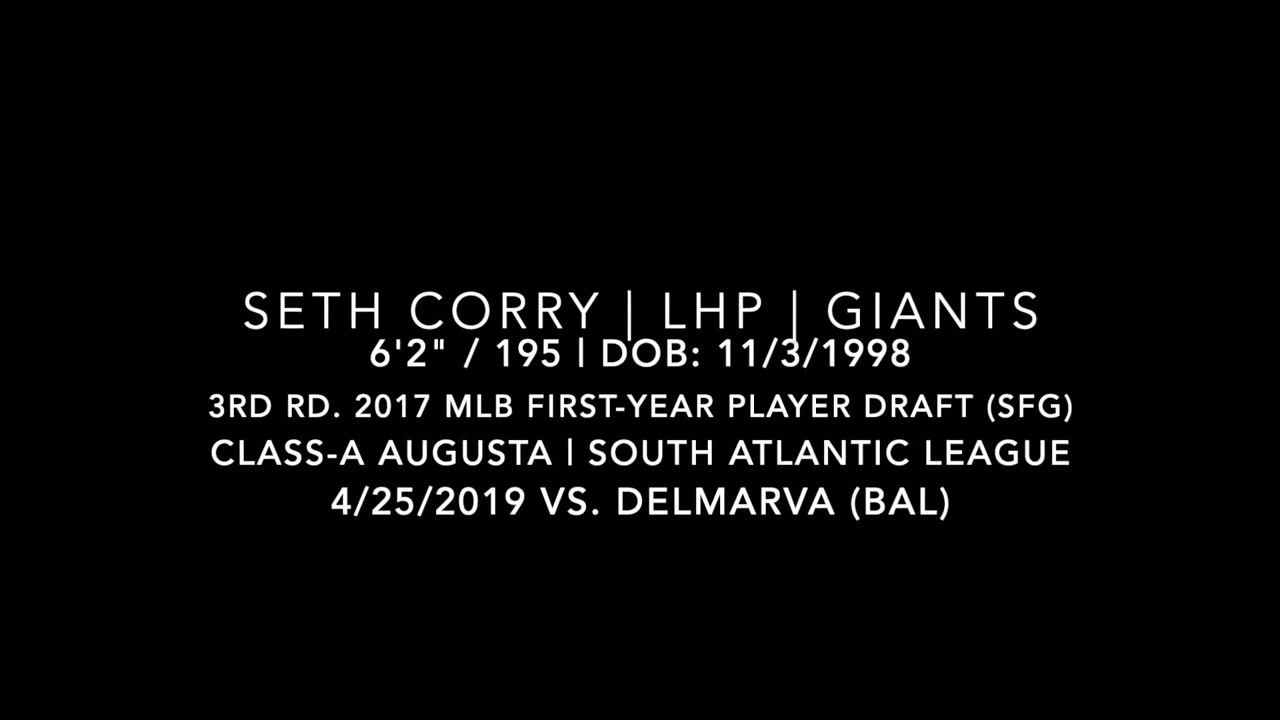 SETH CORRY | LHP | GIANTS
6'2" / 195 | DOB: 11/3/1998
3RD RD. 2017 MLB FIRST-YEAR PLAYER DRAFT (SFG)
CLASS-A AUGUSTA | SOUTH ATLANTIC LEAGUE
4/25/2019 VS. DELMARVA (BAL)